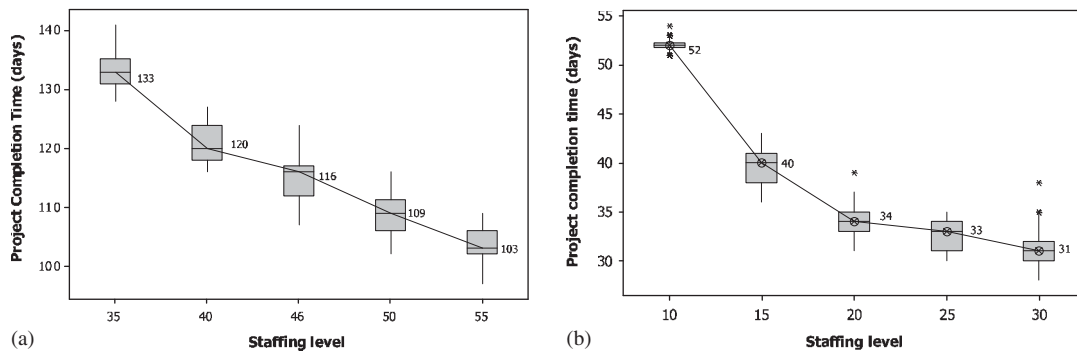 Project Completion Time (days)
140
130
120
110
100
133
120
116
109
103
35 40 46 50 55
Staffing level
(a)
Project completion time (days)
55
50
45
40
35
30
52
40
34
33
31
10 15 20 25 30
Staffing level
(b)